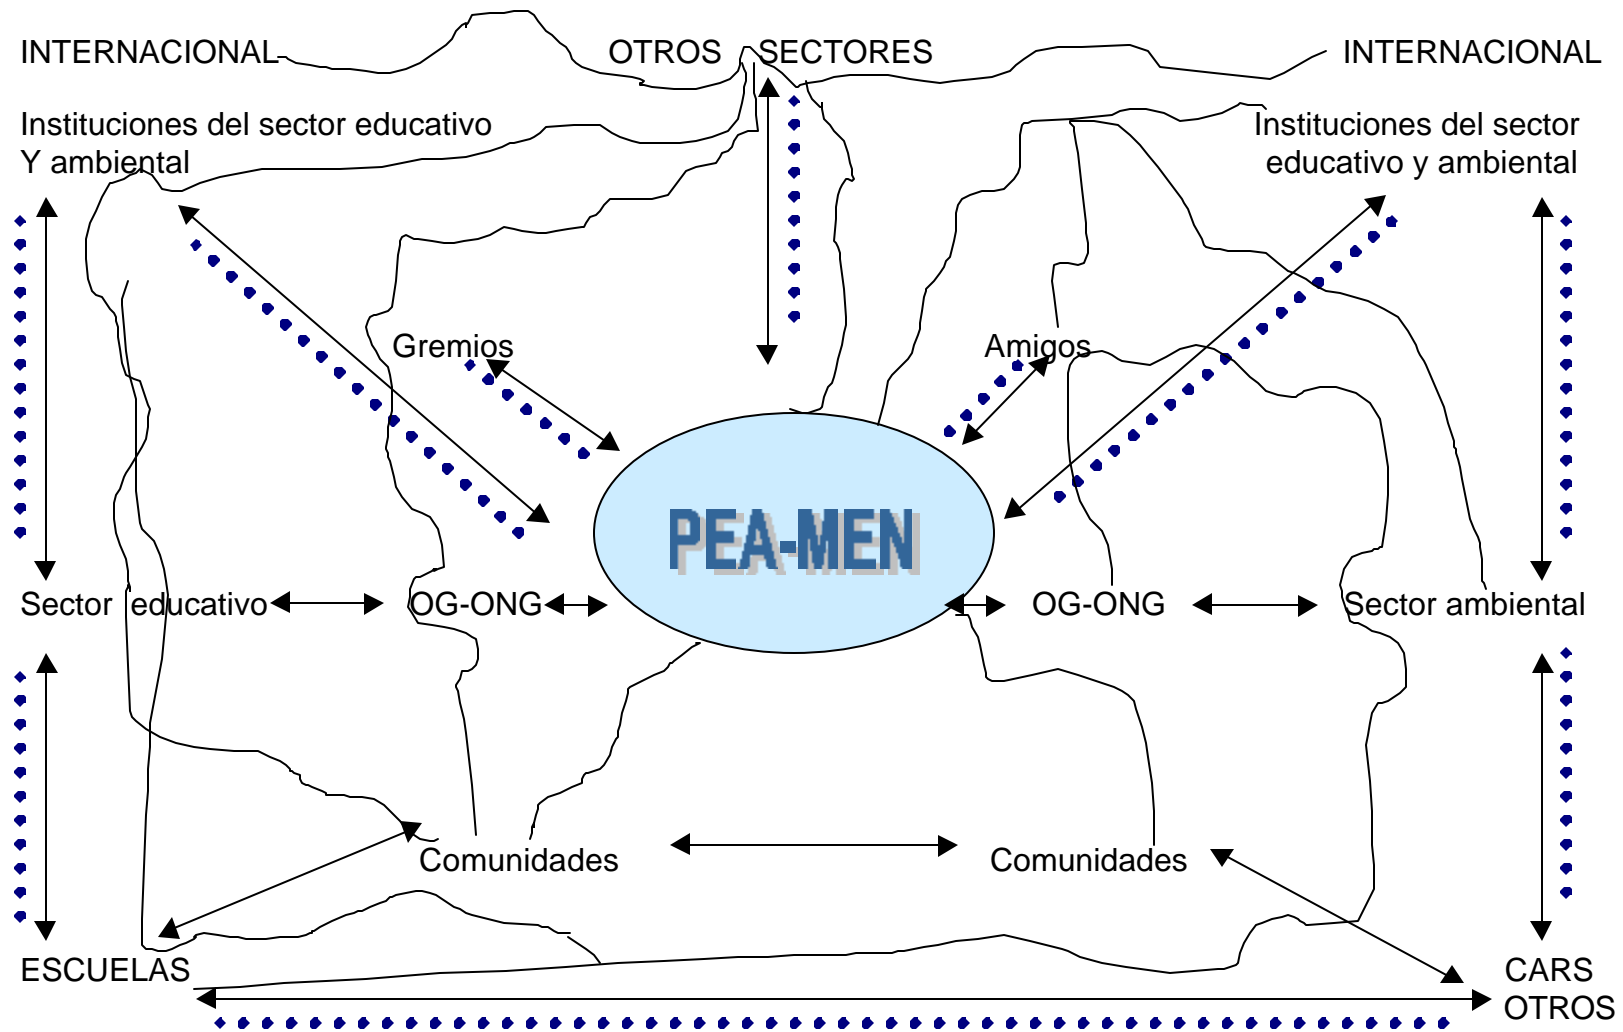 INTERNACIONAL OTROS SECTORES INTERNACIONAL
Instituciones del sector educativo
Y ambiental
Instituciones del sector
educativo y ambiental
Gremios
Amigos
PEA-MEN
Sector educativo
OG-ONG
OG-ONG
Sector ambiental
Comunidades
Comunidades
ESCUELAS
CARS
OTROS